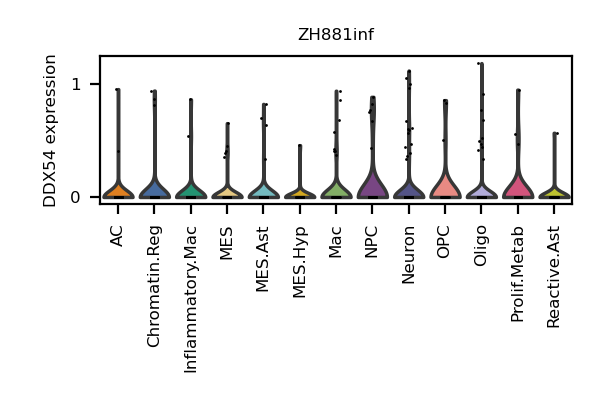 ZH881inf
DDX54 expression
1
0
AC
Chromatin.Reg
Inflammatory.Mac
MES
MES.Ast
MES.Hyp
Mac
NPC
Neuron
OPC
Oligo
Prolif.Metab
Reactive.Ast